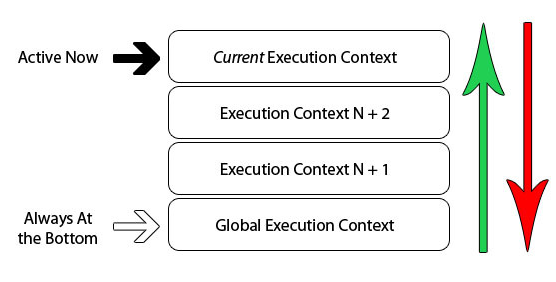 Active Now
Current Execution Context
Execution Context N + 2
Execution Context N + 1
Always At
the Bottom
Global Execution Context